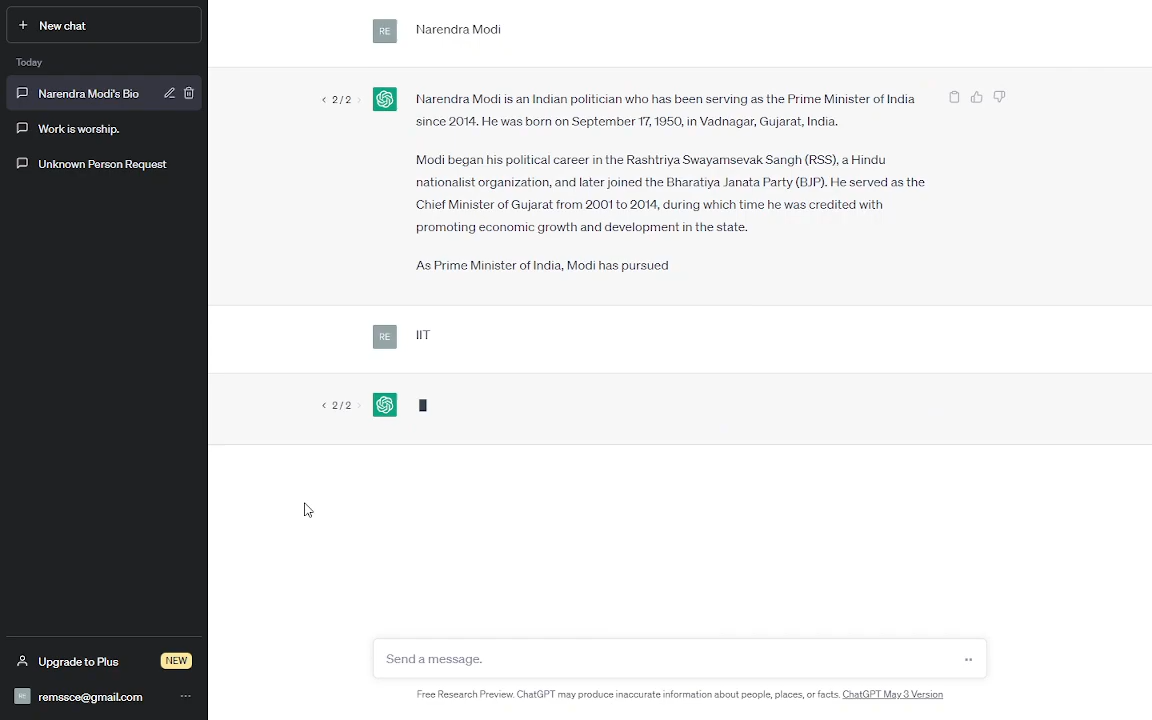 New chat
Today
Narendra Modi's Bio
Work is worship.
Unknown Person Request
Upgrade to Plus NEW
RE remssce@gmail.com ...
RE Narendra Modi
< 2 / 2 >
Narendra Modi is an Indian politician who has been serving as the Prime Minister of India
since 2014. He was born on September 17, 1950, in Vadnagar, Gujarat, India.
Modi began his political career in the Rashtriya Swayamsevak Sangh (RSS), a Hindu
nationalist organization, and later joined the Bharatiya Janata Party (BJP). He served as the
Chief Minister of Gujarat from 2001 to 2014, during which time he was credited with
promoting economic growth and development in the state.
As Prime Minister of India, Modi has pursued
RE IIT
< 2 / 2 >
Send a message.
Free Research Preview. ChatGPT may produce inaccurate information about people, places, or facts. ChatGPT May 3 Version